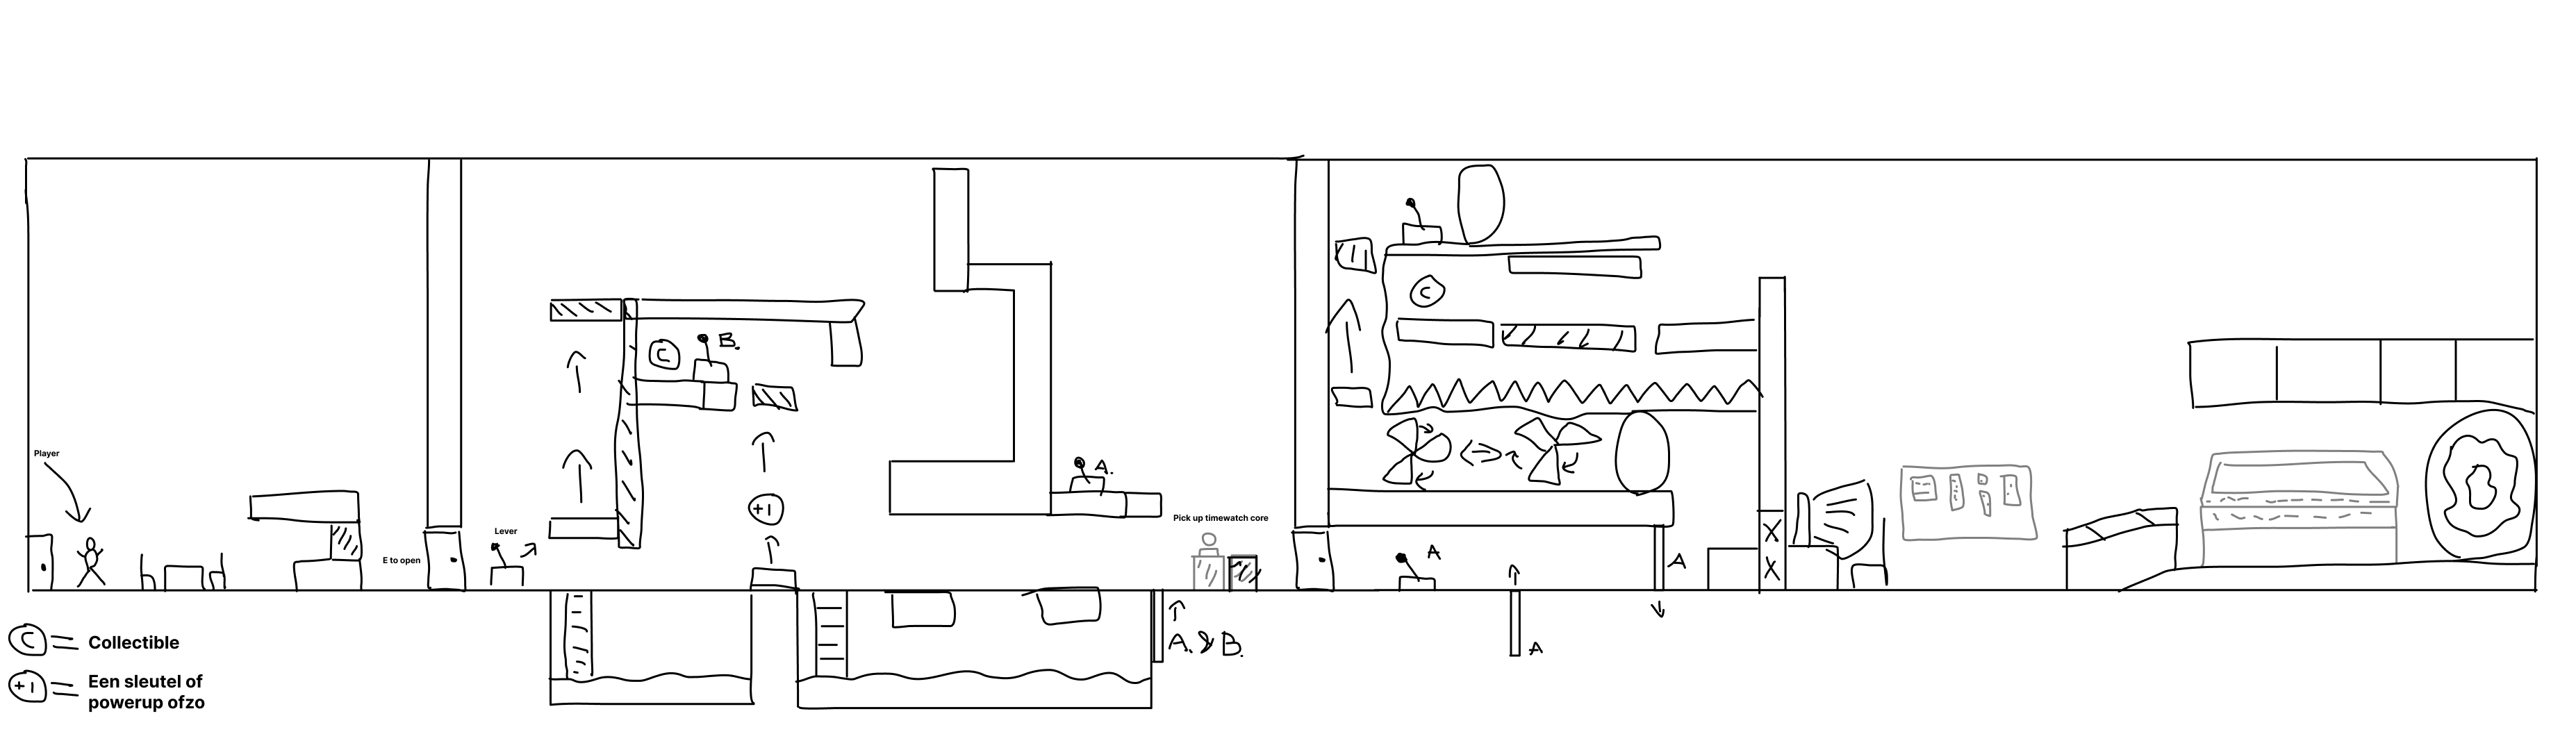 Player
E to open
Lever
C
B.
+1
A.
Pick up timewatch core
A. & B.
C
A
A
A
X
X
C = Collectible
+1 = Een sleutel of
powerup ofzo